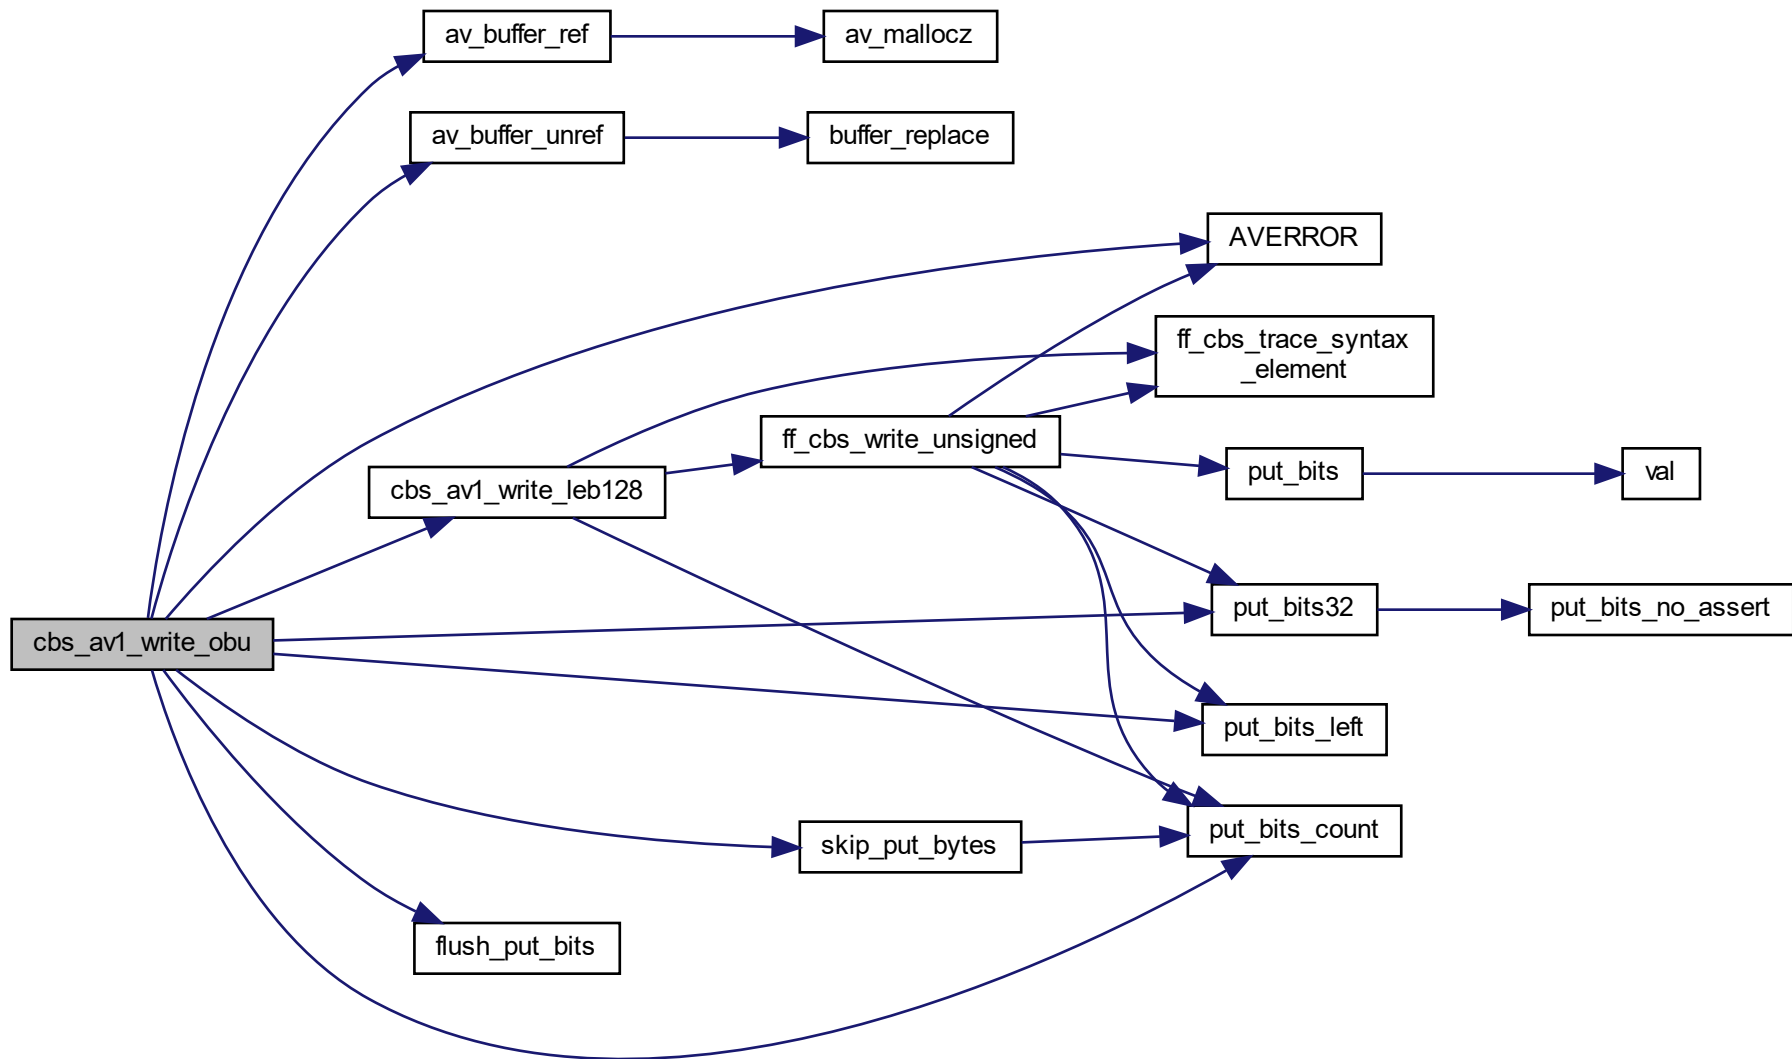 av_buffer_ref
av_mallocz
av_buffer_unref
buffer_replace
AVERROR
ff_cbs_trace_syntax
_element
ff_cbs_write_unsigned
put_bits
val
cbs_av1_write_leb128
put_bits32
put_bits_no_assert
cbs_av1_write_obu
put_bits_left
put_bits_count
skip_put_bytes
flush_put_bits